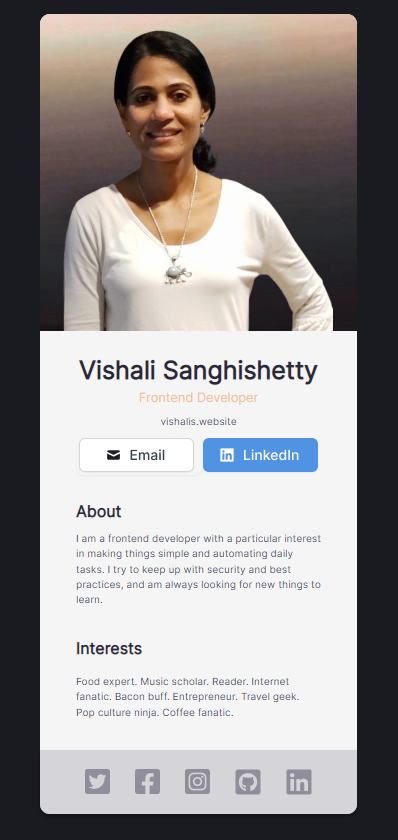 Vishali Sanghishetty
Frontend Developer
vishalis.website
Email
LinkedIn
About
I am a frontend developer with a particular interest
in making things simple and automating daily
tasks. I try to keep up with security and best
practices, and am always looking for new things to
learn.
Interests
Food expert. Music scholar. Reader. Internet
fanatic. Bacon buff. Entrepreneur. Travel geek.
Pop culture ninja. Coffee fanatic.